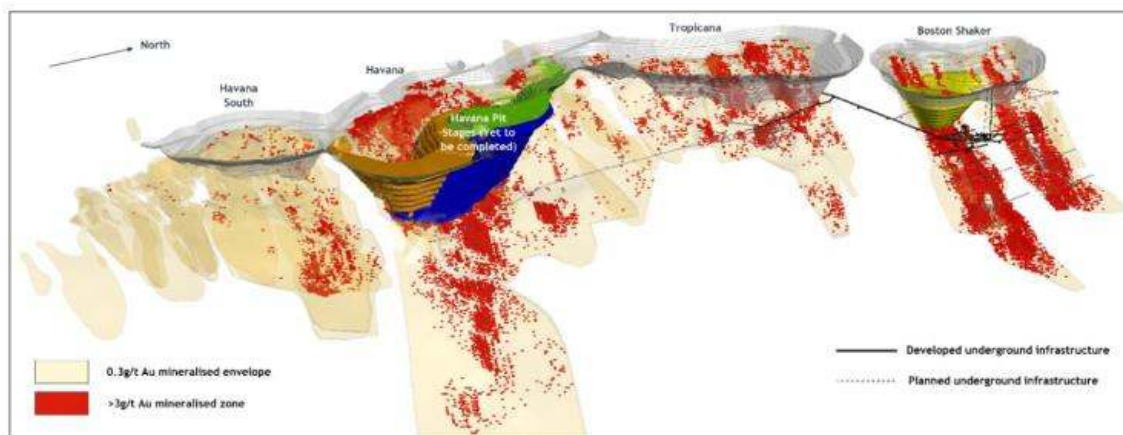 North
Havana
South
Havana
Tropicana
Boston Shaker
Havana Pit
Stages (Yet to
be completed)
0.3g/t Au mineralised envelope
>3g/t Au mineralised zone
Developed underground infrastructure
Planned underground infrastructure